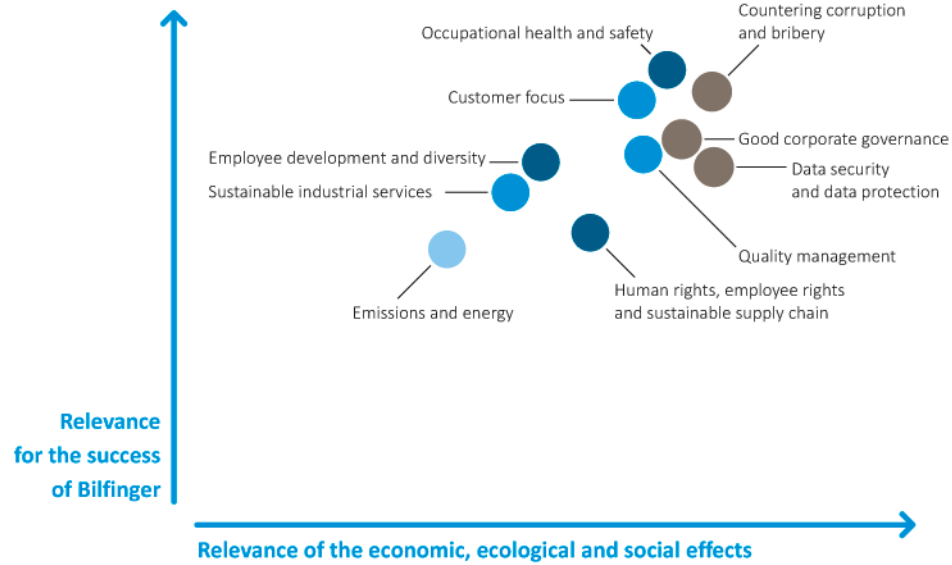 Countering corruption
and bribery
Occupational health and safety
Customer focus
Good corporate governance
Employee development and diversity
Data security
and data protection
Sustainable industrial services
Quality management
Human rights, employee rights
and sustainable supply chain
Emissions and energy
Relevance
for the success
of Bilfinger
Relevance of the economic, ecological and social effects